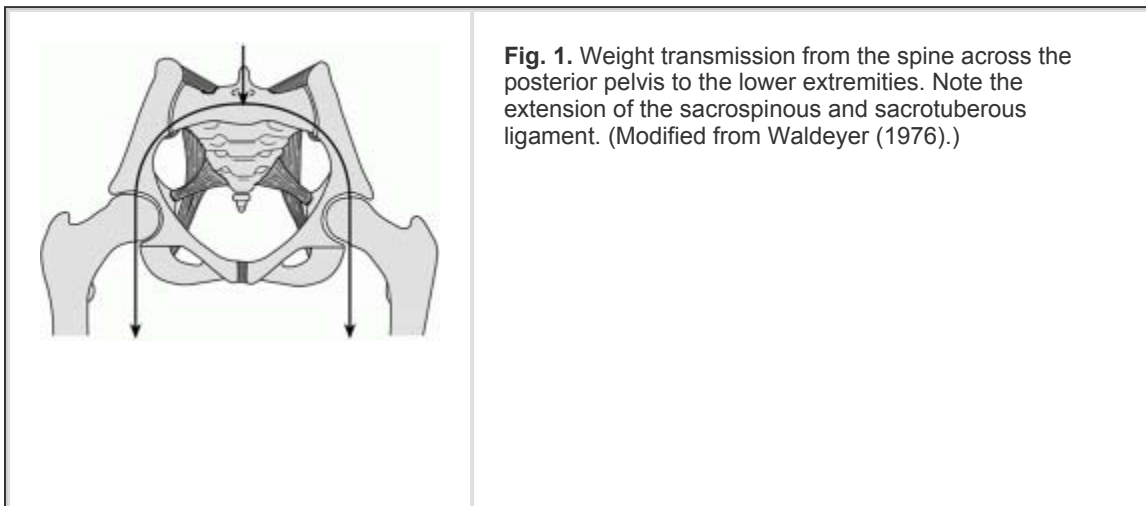 Fig. 1. Weight transmission from the spine across the
posterior pelvis to the lower extremities. Note the
extension of the sacrospinous and sacrotuberous
ligament. (Modified from Waldeyer (1976).)